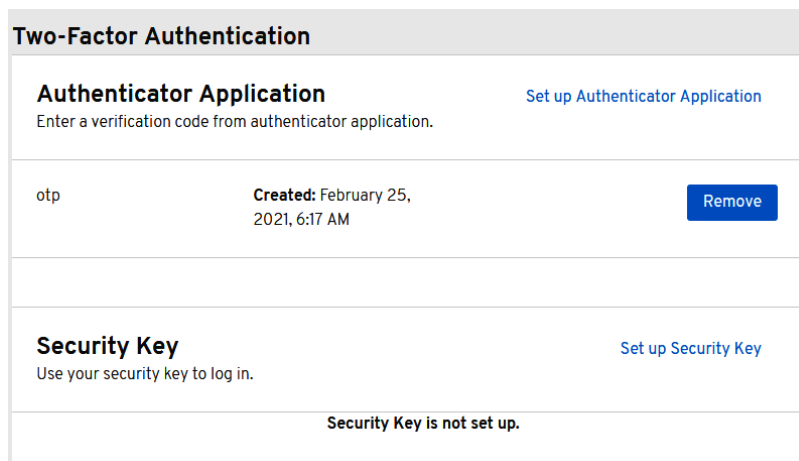 Two-Factor Authentication
Authenticator Application
Set up Authenticator Application
Enter a verification code from authenticator application.
otp
Created: February 25,
2021, 6:17 AM
Remove
Security Key
Set up Security Key
Use your security key to log in.
Security Key is not set up.